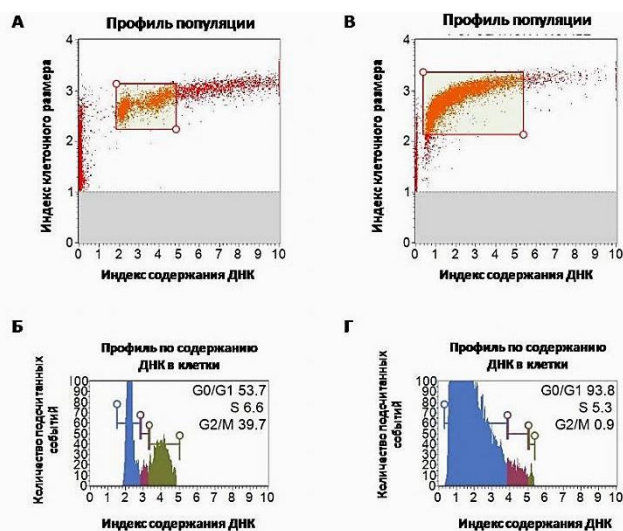 А
Профиль популяции
Индекс клеточного размера
4
3
2
1
0
0 1 2 3 4 5 6 7 8 9 10
Индекс содержания ДНК
В
Профиль популяции
Индекс клеточного размера
4
3
2
1
0
0 1 2 3 4 5 6 7 8 9 10
Индекс содержания ДНК
Б
Профиль по содержанию
ДНК в клетки
Количество подсчитанных
событий
100
90
80
70
60
50
40
30
20
10
0
G0/G1 53.7
S 6.6
G2/M 39.7
0 1 2 3 4 5 6 7 8 9 10
Индекс содержания ДНК
Г
Профиль по содержанию
ДНК в клетки
Количество подсчитанных
событий
100
90
80
70
60
50
40
30
20
10
0
G0/G1 93.8
S 5.3
G2/M 0.9
0 1 2 3 4 5 6 7 8 9 10
Индекс содержания ДНК